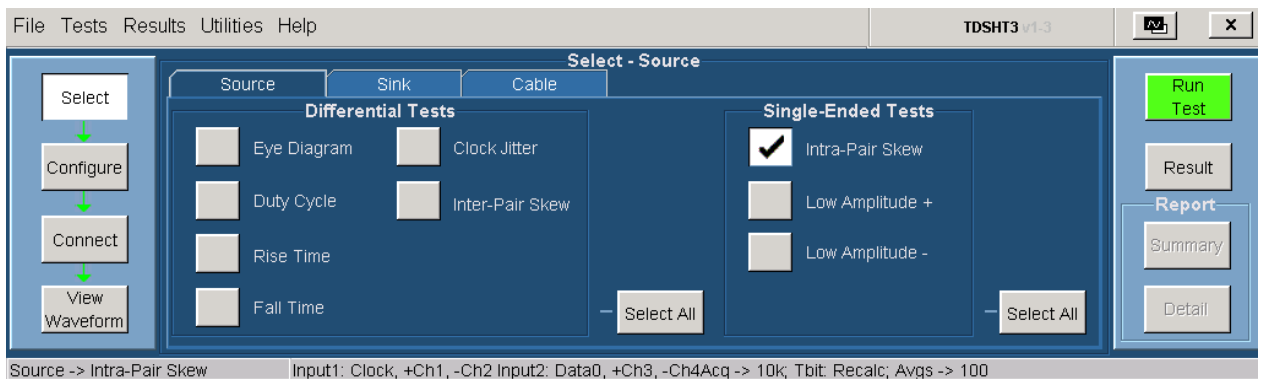 File Tests Results Utilities Help TDSHT3 v1.3 x
Select - Source
Source Sink Cable
Select
Configure
Connect
View
Waveform
Differential Tests
Eye Diagram Clock Jitter
Duty Cycle Inter-Pair Skew
Rise Time
Fall Time
Select All
Single-Ended Tests
Intra-Pair Skew
Low Amplitude +
Low Amplitude -
Select All
Run
Test
Result
Report
Summary
Detail
Source -> Intra-Pair Skew Input1: Clock, +Ch1, -Ch2 Input2: Data0, +Ch3, -Ch4Acq -> 10k; Tbit: Recalc; Avgs -> 100